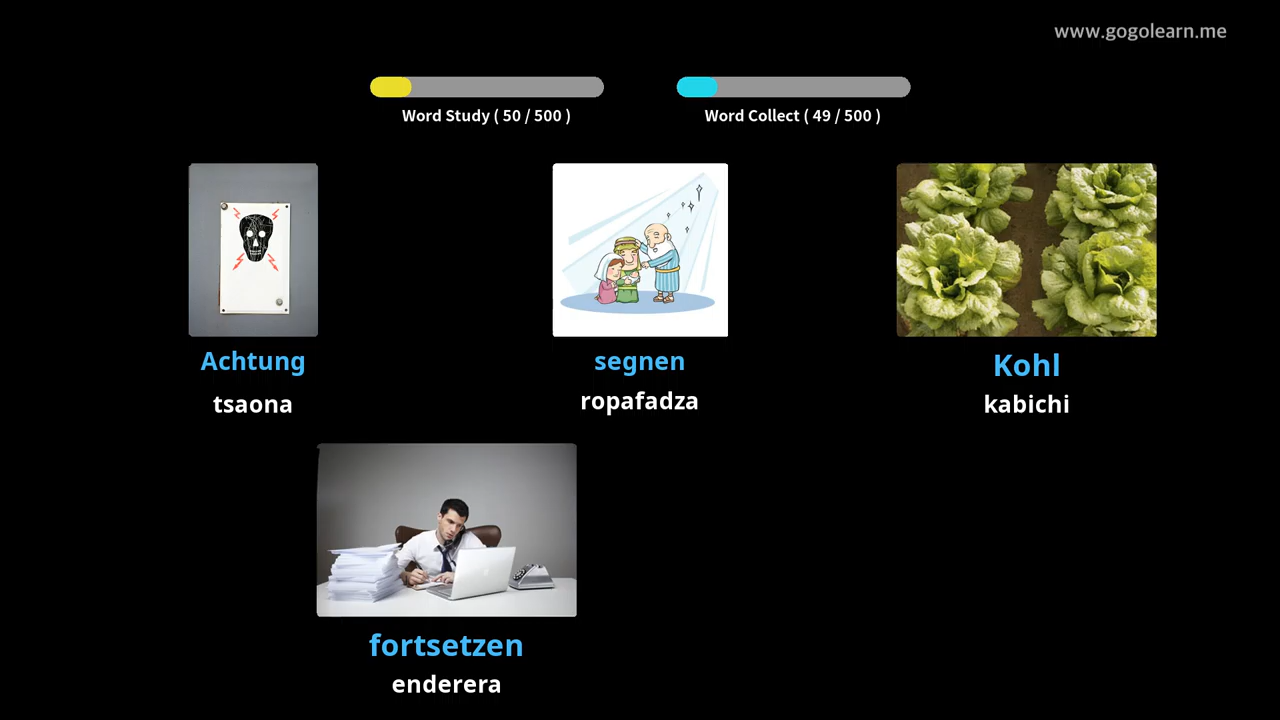 www.gogolearn.me
Word Study ( 50 / 500 )
Word Collect ( 49 / 500 )
Achtung
tsaona
segnen
ropafadza
Kohl
kabichi
fortsetzen
enderera